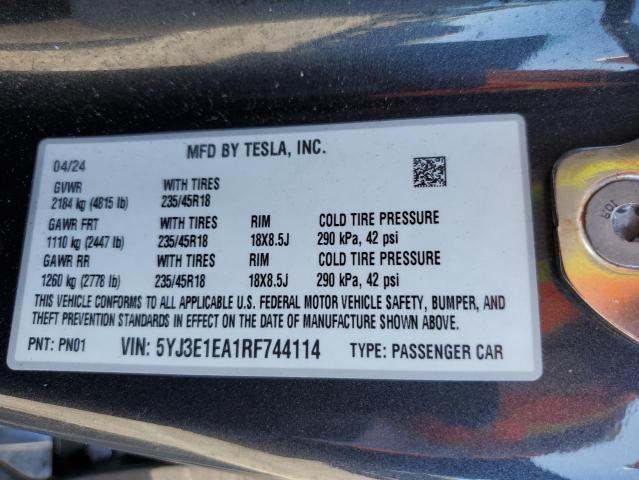 MFD BY TESLA, INC.
04/24
GVWR WITH TIRES
2184 kg (4815 lb) 235/45R18
GAWR FRT WITH TIRES RIM COLD TIRE PRESSURE
1110 kg (2447 lb) 235/45R18 18X8.5J 290 kPa, 42 psi
GAWR RR WITH TIRES RIM COLD TIRE PRESSURE
1260 kg (2778 lb) 235/45R18 18X8.5J 290 kPa, 42 psi
THIS VEHICLE CONFORMS TO ALL APPLICABLE U.S. FEDERAL MOTOR VEHICLE SAFETY, BUMPER, AND
THEFT PREVENTION STANDARDS IN EFFECT ON THE DATE OF MANUFACTURE SHOWN ABOVE.
PNT: PN01 VIN: 5YJ3E1EA1RF744114 TYPE: PASSENGER CAR